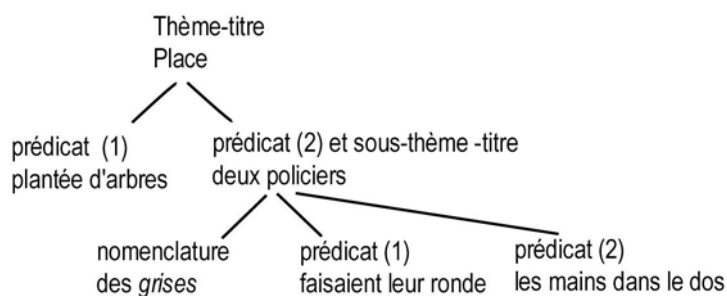 Thème-titre
Place
prédicat (1)
plantée d'arbres
prédicat (2) et sous-thème -titre
deux policiers
nomenclature
des grises
prédicat (1)
faisaient leur ronde
prédicat (2)
les mains dans le dos